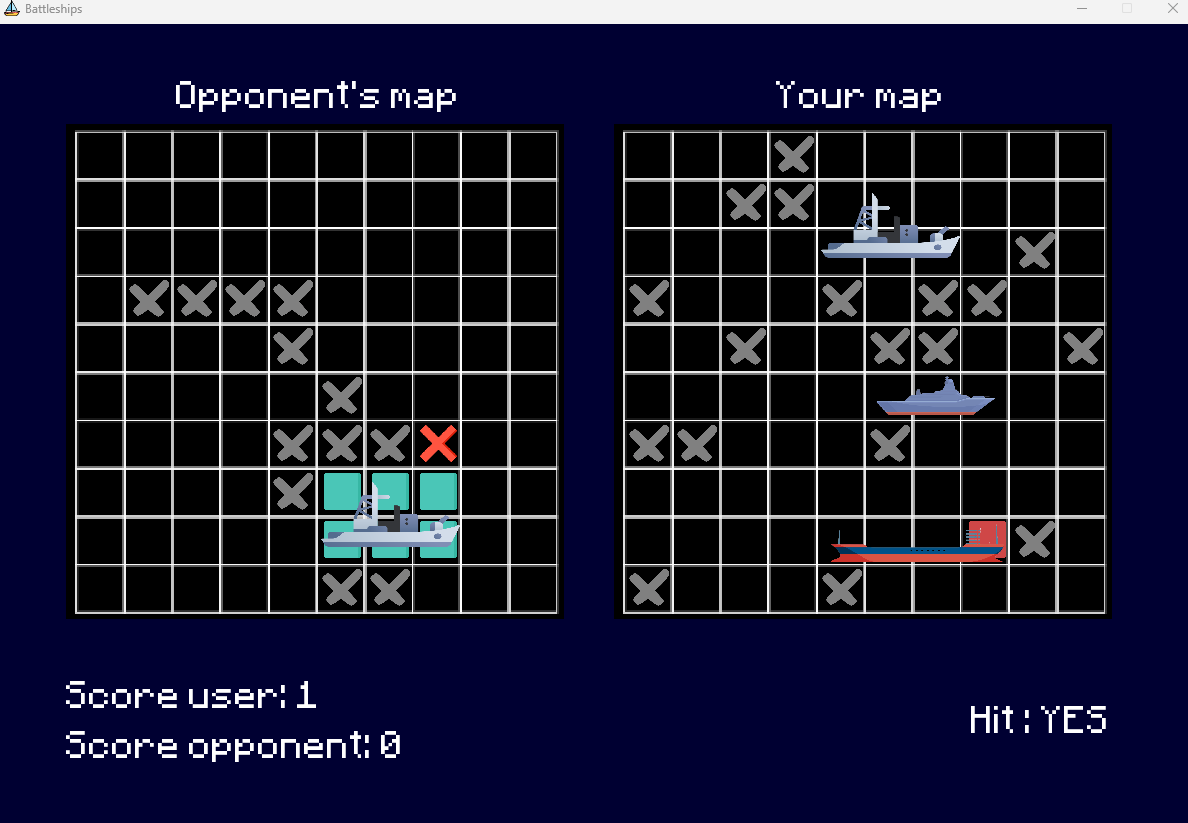 Battleships
Opponent's map
Your map
Score user: 1
Score opponent: 0
Hit : YES